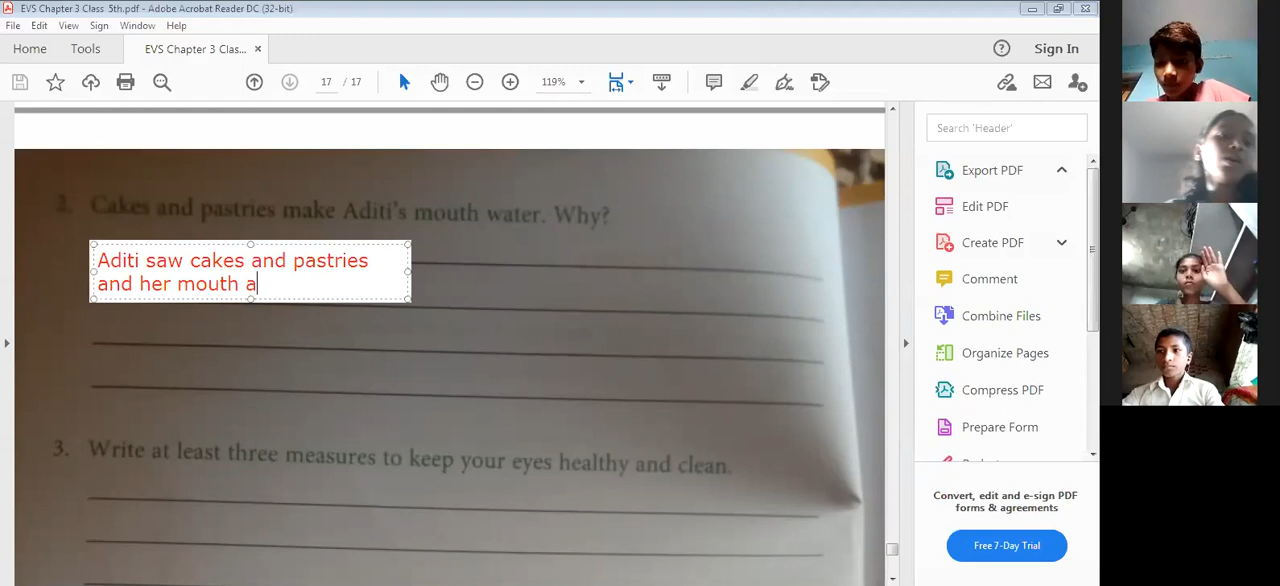 EVS Chapter 3 Class 5th.pdf - Adobe Acrobat Reader DC (32-bit)
File Edit View Sign Window Help
Home Tools EVS Chapter 3 Clas... × Sign In
17 / 17 119%
Search 'Header'
Export PDF
Edit PDF
Create PDF
Comment
Combine Files
Organize Pages
Compress PDF
Prepare Form
Convert, edit and e-sign PDF
forms & agreements
Free 7-Day Trial
2. Cakes and pastries make Aditi's mouth water. Why?
Aditi saw cakes and pastries
and her mouth a
3. Write at least three measures to keep your eyes healthy and clean.